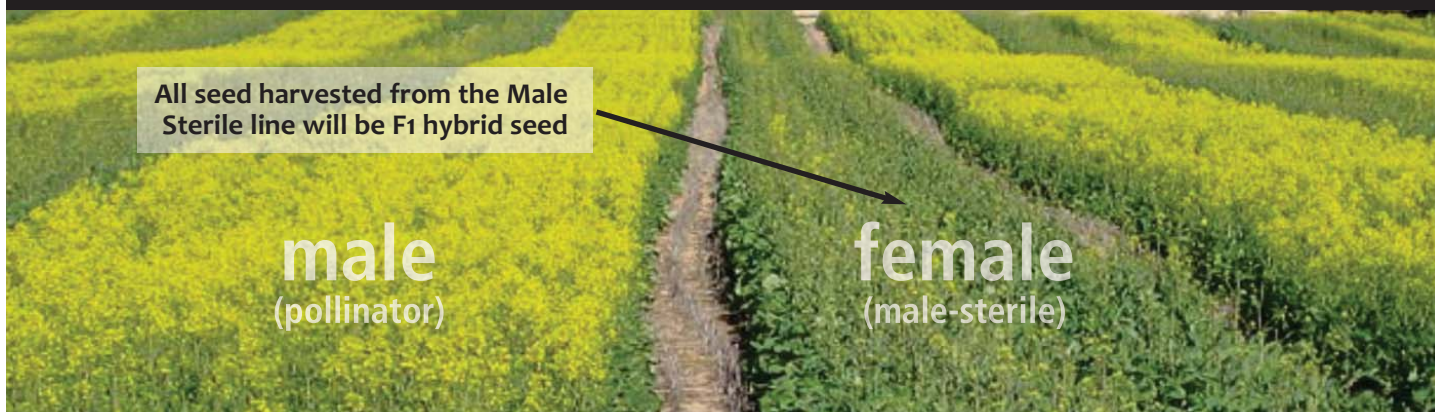 All seed harvested from the Male
Sterile line will be F1 hybrid seed
male
(pollinator)
female
(male-sterile)